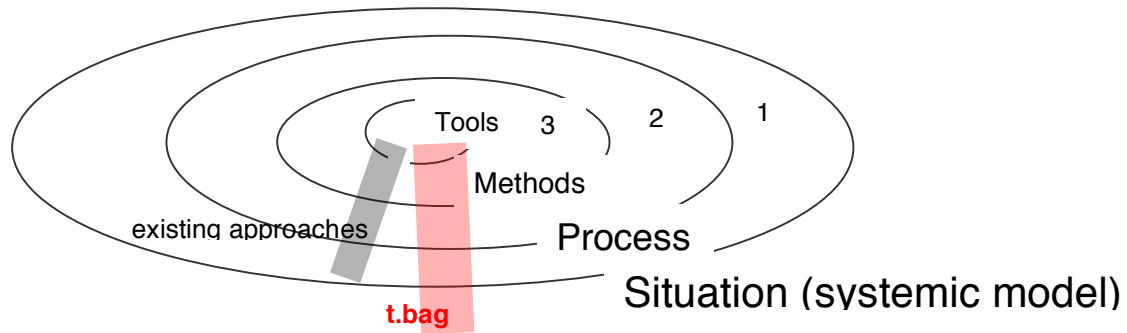 Tools
3
2
1
Methods
existing approaches
Process
Situation (systemic model)
t.bag